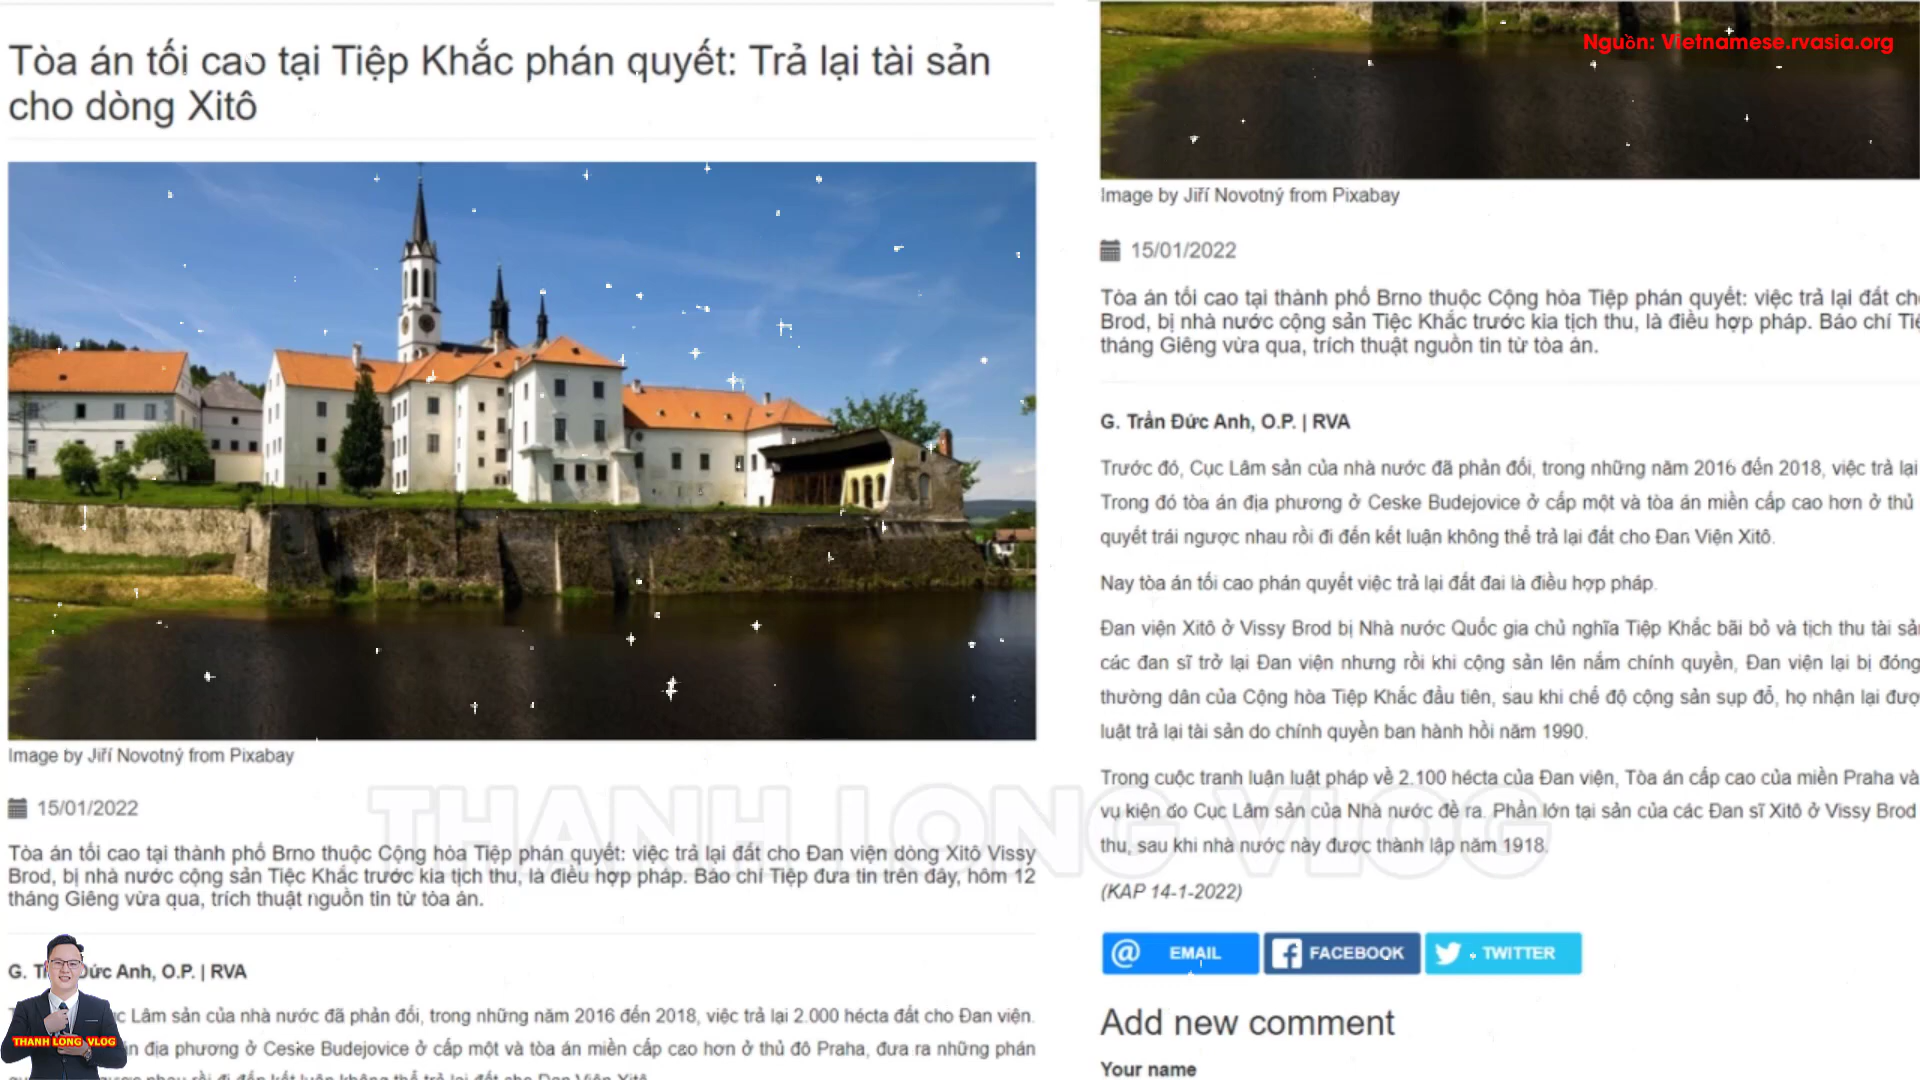 Tòa án tối cao tại Tiệp Khắc phán quyết: Trả lại tài sản
cho dòng Xitô
Image by Jiří Novotný from Pixabay
15/01/2022
Tòa án tối cao tại thành phố Brno thuộc Cộng hòa Tiệp phán quyết: việc trả lại đất cho Đan viện dòng Xitô Vissy
Brod, bị nhà nước cộng sản Tiệc Khắc trước kia tịch thu, là điều hợp pháp. Báo chí Tiệp đưa tin trên đây, hôm 12
tháng Giêng vừa qua, trích thuật nguồn tin từ tòa án.
G. Đức Anh, O.P. | RVA
Lâm sản của nhà nước đã phản đối, trong những năm 2016 đến 2018, việc trả lại 2.000 hécta đất cho Đan viện.
địa phương ở Ceske Budejovice ở cấp một và tòa án miền cấp cao hơn ở thủ đô Praha, đưa ra những phán
THANH LONG VLOG
THANH LONG VLOG
Nguồn: Vietnamese.rvasia.org
Image by Jiří Novotný from Pixabay
15/01/2022
Tòa án tối cao tại thành phố Brno thuộc Cộng hòa Tiệp phán quyết: việc trả lại đất
Brod, bị nhà nước cộng sản Tiệc Khắc trước kia tịch thu, là điều hợp pháp. Báo chí
tháng Giêng vừa qua, trích thuật nguồn tin từ tòa án.
G. Trần Đức Anh, O.P. | RVA
Trước đó, Cục Lâm sản của nhà nước đã phản đối, trong những năm 2016 đến 2018, việc trả lại
Trong đó tòa án địa phương ở Ceske Budejovice ở cấp một và tòa án miền cấp cao hơn ở thủ
quyết trái ngược nhau rồi đi đến kết luận không thể trả lại đất cho Đan Viện Xitô.
Nay tòa án tối cao phán quyết việc trả lại đất đai là điều hợp pháp.
Đan viện Xitô ở Vissy Brod bị Nhà nước Quốc gia chủ nghĩa Tiệp Khắc bãi bỏ và tịch thu tài sản
các đan sĩ trở lại Đan viện nhưng rồi khi cộng sản lên nắm chính quyền, Đan viện lại bị đóng
thường dân của Cộng hòa Tiệp Khắc đầu tiên, sau khi chế độ cộng sản sụp đổ, họ nhận lại
luật trả lại tài sản do chính quyền ban hành hồi năm 1990.
Trong cuộc tranh luận luật pháp về 2.100 hécta của Đan viện, Tòa án cấp cao của miền Praha và
vụ kiện do Cục Lâm sản của Nhà nước đề ra. Phần lớn tại sản của các Đan sĩ Xitô ở Vissy Brod
thu, sau khi nhà nước này được thành lập năm 1918.
(KAP 14-1-2022)
EMAIL FACEBOOK TWITTER
Add new comment
Your name